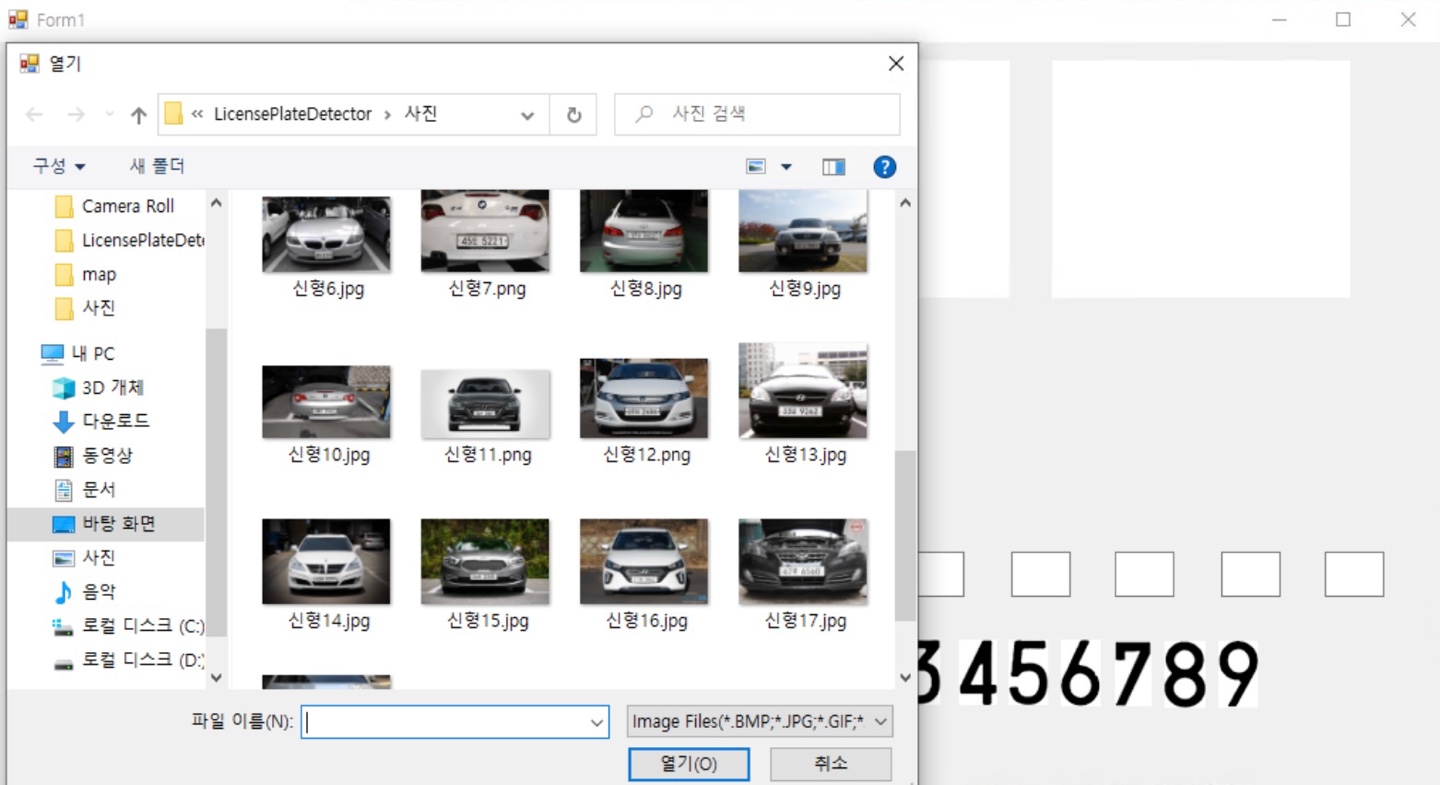 Form1
열기
« LicensePlateDetector › 사진
사진 검색
구성
새 폴더
?
Camera Roll
LicensePlateDete
map
사진
내 PC
3D 개체
다운로드
동영상
문서
바탕 화면
사진
음악
로컬 디스크 (C:)
로컬 디스크 (D:)
신형6.jpg 신형7.png 신형8.jpg 신형9.jpg
신형10.jpg 신형11.png 신형12.png 신형13.jpg
신형14.jpg 신형15.jpg 신형16.jpg 신형17.jpg
파일 이름(N):
Image Files(*.BMP;*.JPG;*.GIF;*
열기(O)
취소
3456789